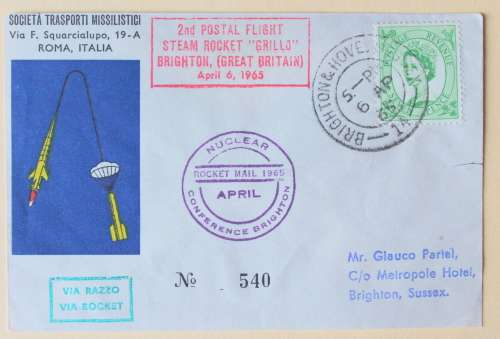 SOCIETÀ TRASPORTI MISSILISTICI
Via F. Squarcialupo, 19-A
ROMA, ITALIA
2nd POSTAL FLIGHT
STEAM ROCKET "GRILLO"
BRIGHTON, (GREAT BRITAIN)
April 6, 1965
BRIGHTON & HOVE
5-P
6 AP
65
POSTAGE REVENUE
NUCLEAR
ROCKET MAIL 1965
APRIL
CONFERENCE BRIGHTON
VIA RAZZO
VIA ROCKET
No 540
Mr. Glauco Partel,
C/o Metropole Hotel,
Brighton, Sussex.